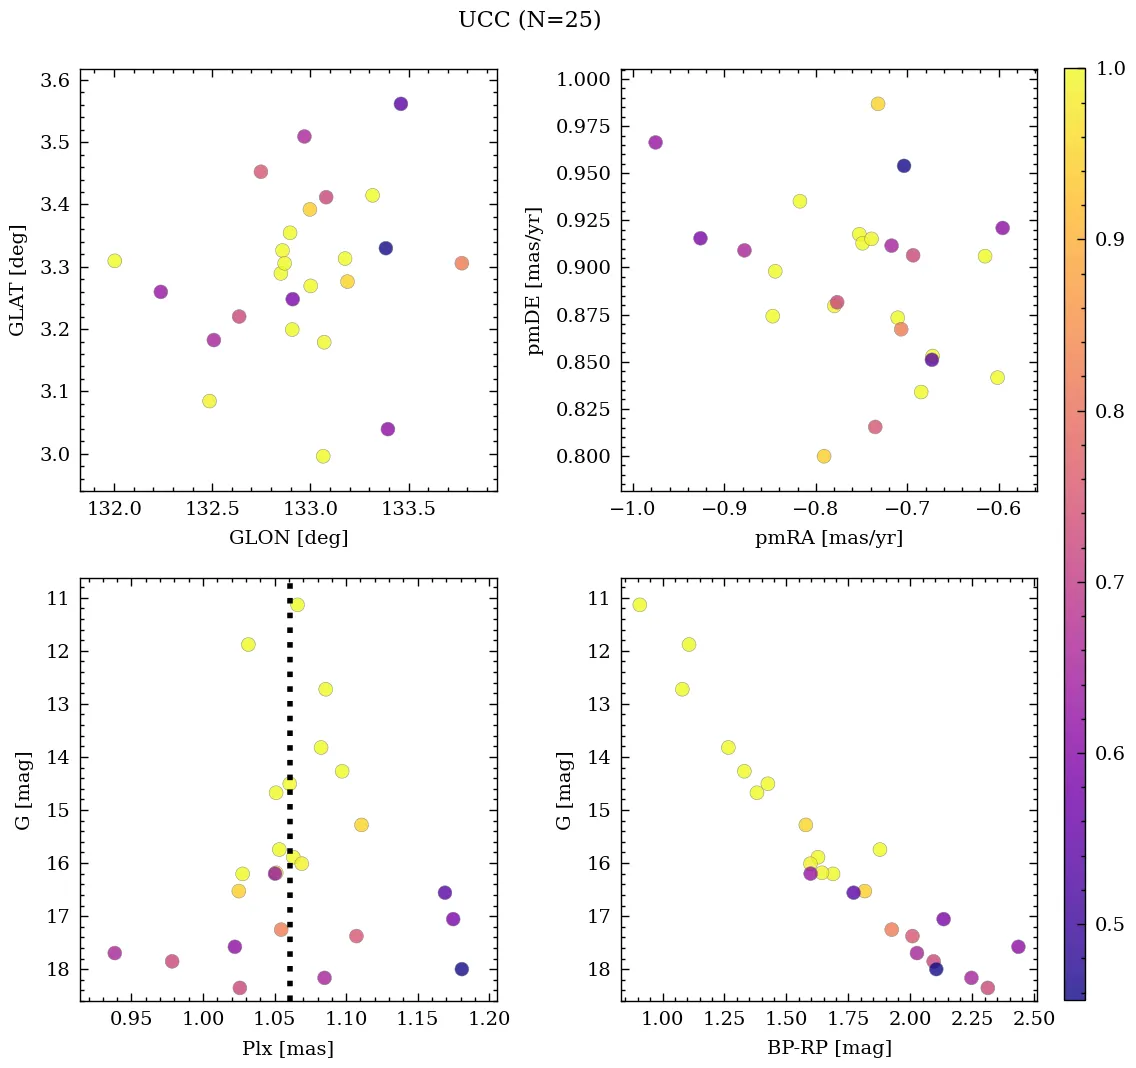 UCC (N=25)
3.6
3.5
3.4
3.3
3.2
3.1
3.0
GLAT [deg]
132.0 132.5 133.0 133.5
GLON [deg]
1.000
0.975
0.950
0.925
0.900
0.875
0.850
0.825
0.800
pmDE [mas/yr]
−1.0 −0.9 −0.8 −0.7 −0.6
pmRA [mas/yr]
11
12
13
14
15
16
17
18
G [mag]
0.95 1.00 1.05 1.10 1.15 1.20
Plx [mas]
11
12
13
14
15
16
17
18
G [mag]
1.00 1.25 1.50 1.75 2.00 2.25 2.50
BP-RP [mag]
1.0
0.9
0.8
0.7
0.6
0.5